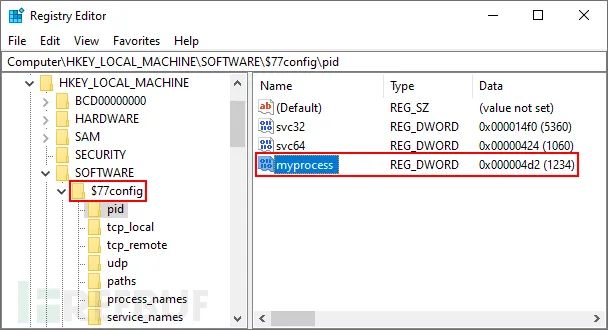 Registry Editor
File Edit View Favorites Help
Computer\HKEY_LOCAL_MACHINE\SOFTWARE\$77config\pid
HKEY_LOCAL_MACHINE
BCD00000000
HARDWARE
SAM
SECURITY
SOFTWARE
$77config
pid
tcp_local
tcp_remote
udp
paths
process_names
service_names
Name Type Data
(Default) REG_SZ (value not set)
svc32 REG_DWORD 0x000014f0 (5360)
svc64 REG_DWORD 0x00000424 (1060)
myprocess REG_DWORD 0x000004d2 (1234)